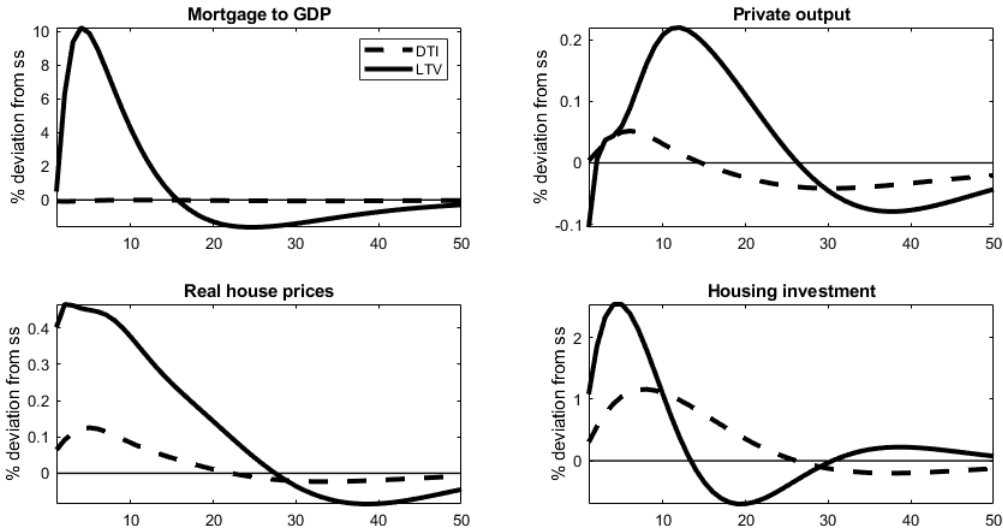 Mortgage to GDP
% deviation from ss
10
8
6
4
2
0
DTI
LTV
10 20 30 40 50
Private output
% deviation from ss
0.2
0.1
0
-0.1
10 20 30 40 50
Real house prices
% deviation from ss
0.4
0.3
0.2
0.1
0
10 20 30 40 50
Housing investment
% deviation from ss
2
1
0
10 20 30 40 50